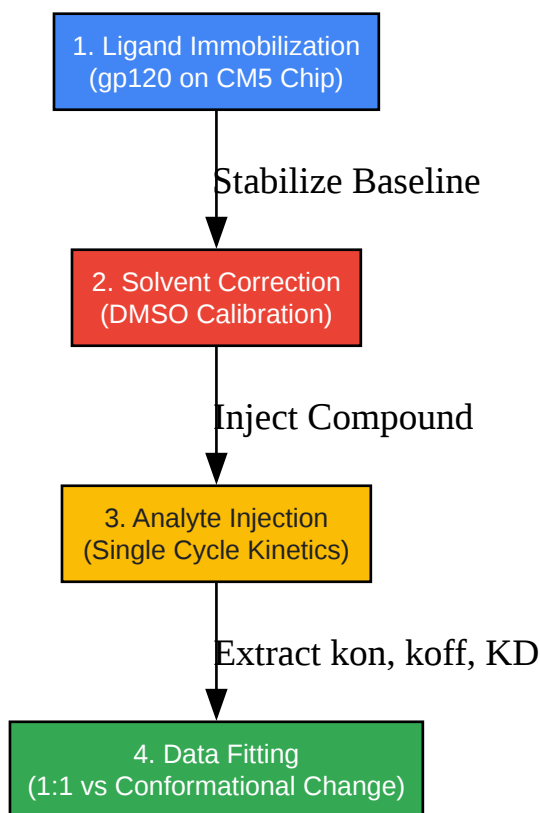 1. Ligand Immobilization
(gp120 on CM5 Chip)
Stabilize Baseline
2. Solvent Correction
(DMSO Calibration)
Inject Compound
3. Analyte Injection
(Single Cycle Kinetics)
Extract kon, koff, KD
4. Data Fitting
(1:1 vs Conformational Change)